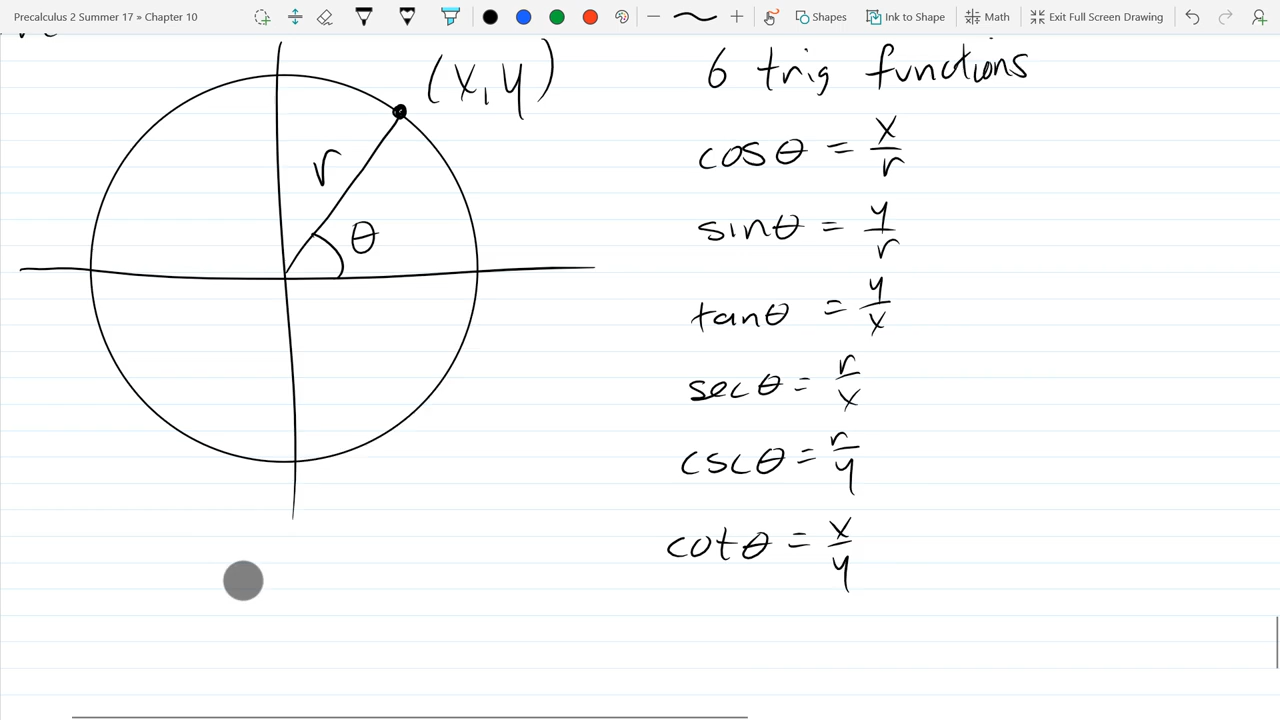 Precalculus 2 Summer 17 » Chapter 10
Shapes
Ink to Shape
Math
Exit Full Screen Drawing
(x, y)
r
θ
6 trig functions
cosθ = x/r
sinθ = y/r
tanθ = y/x
secθ = r/x
cscθ = r/y
cotθ = x/y